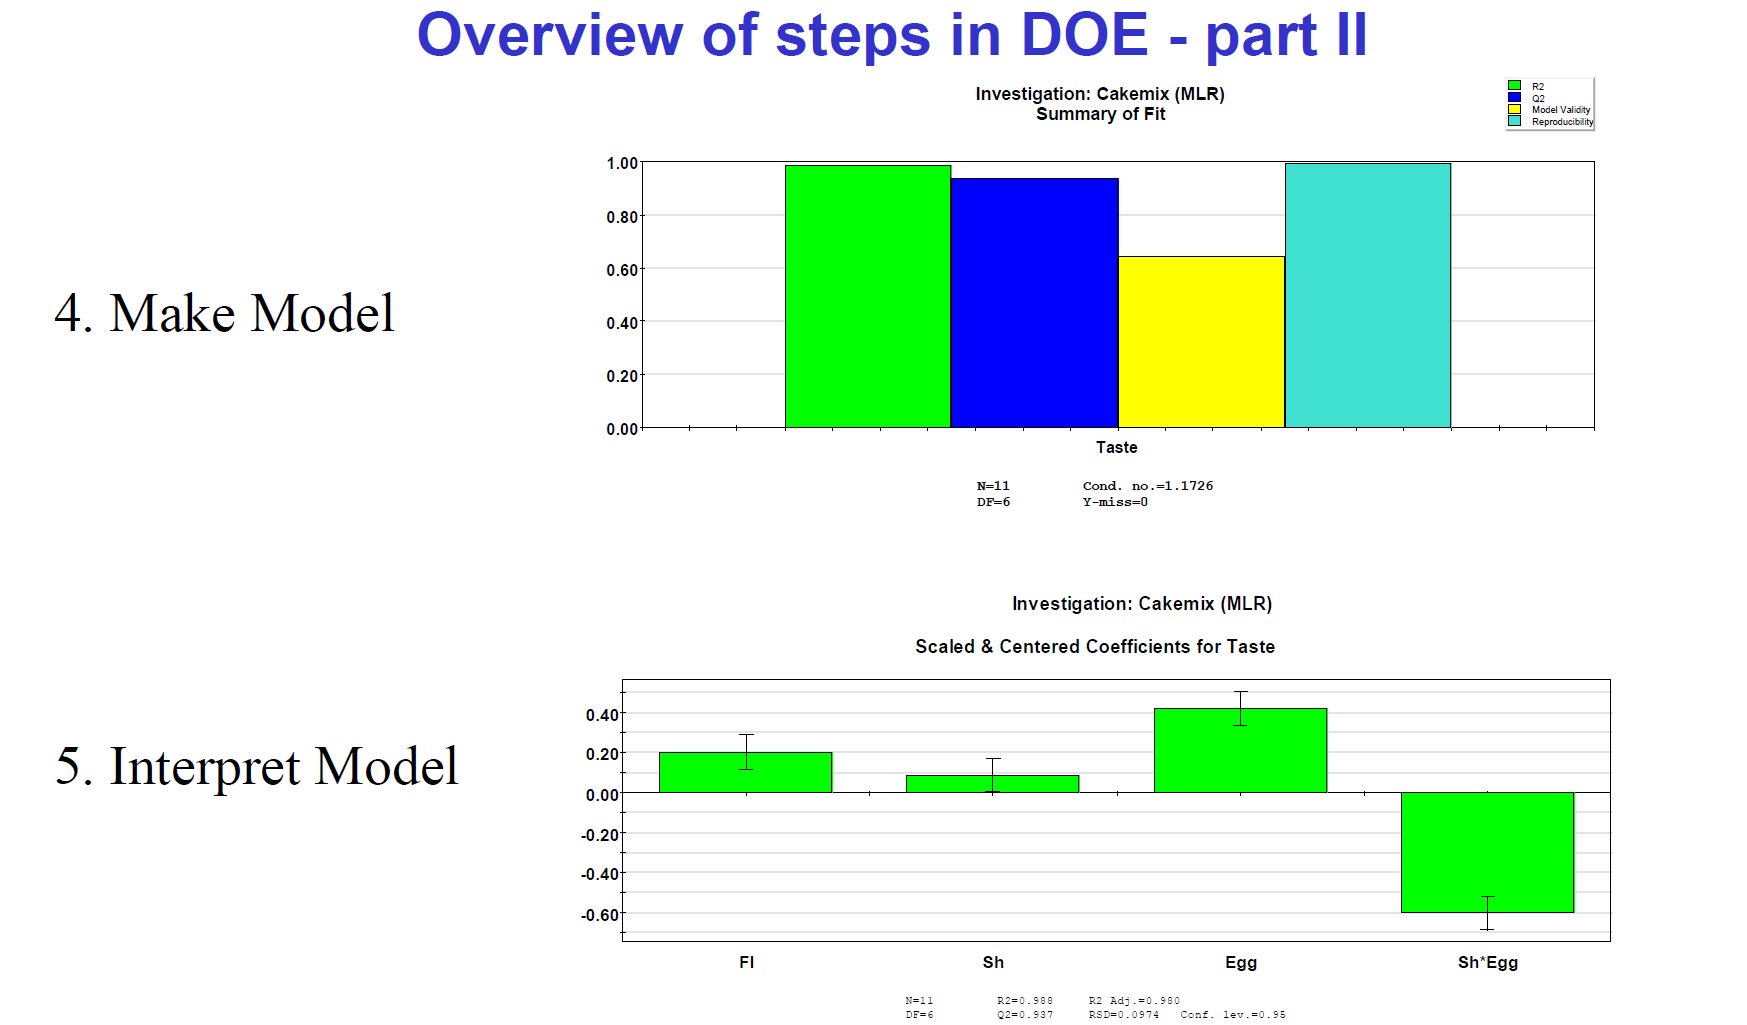 Overview of steps in DOE - part II
Investigation: Cakemix (MLR)
Summary of Fit
R2
Q2
Model Validity
Reproducibility
1.00
0.80
0.60
0.40
0.20
0.00
Taste
N=11 Cond. no.=1.1726
DF=6 Y-miss=0
4. Make Model
Investigation: Cakemix (MLR)
Scaled & Centered Coefficients for Taste
0.40
0.20
0.00
-0.20
-0.40
-0.60
Fl Sh Egg Sh*Egg
N=11 R2=0.988 R2 Adj.=0.980
DF=6 Q2=0.937 RSD=0.0974 Conf. lev.=0.95
5. Interpret Model